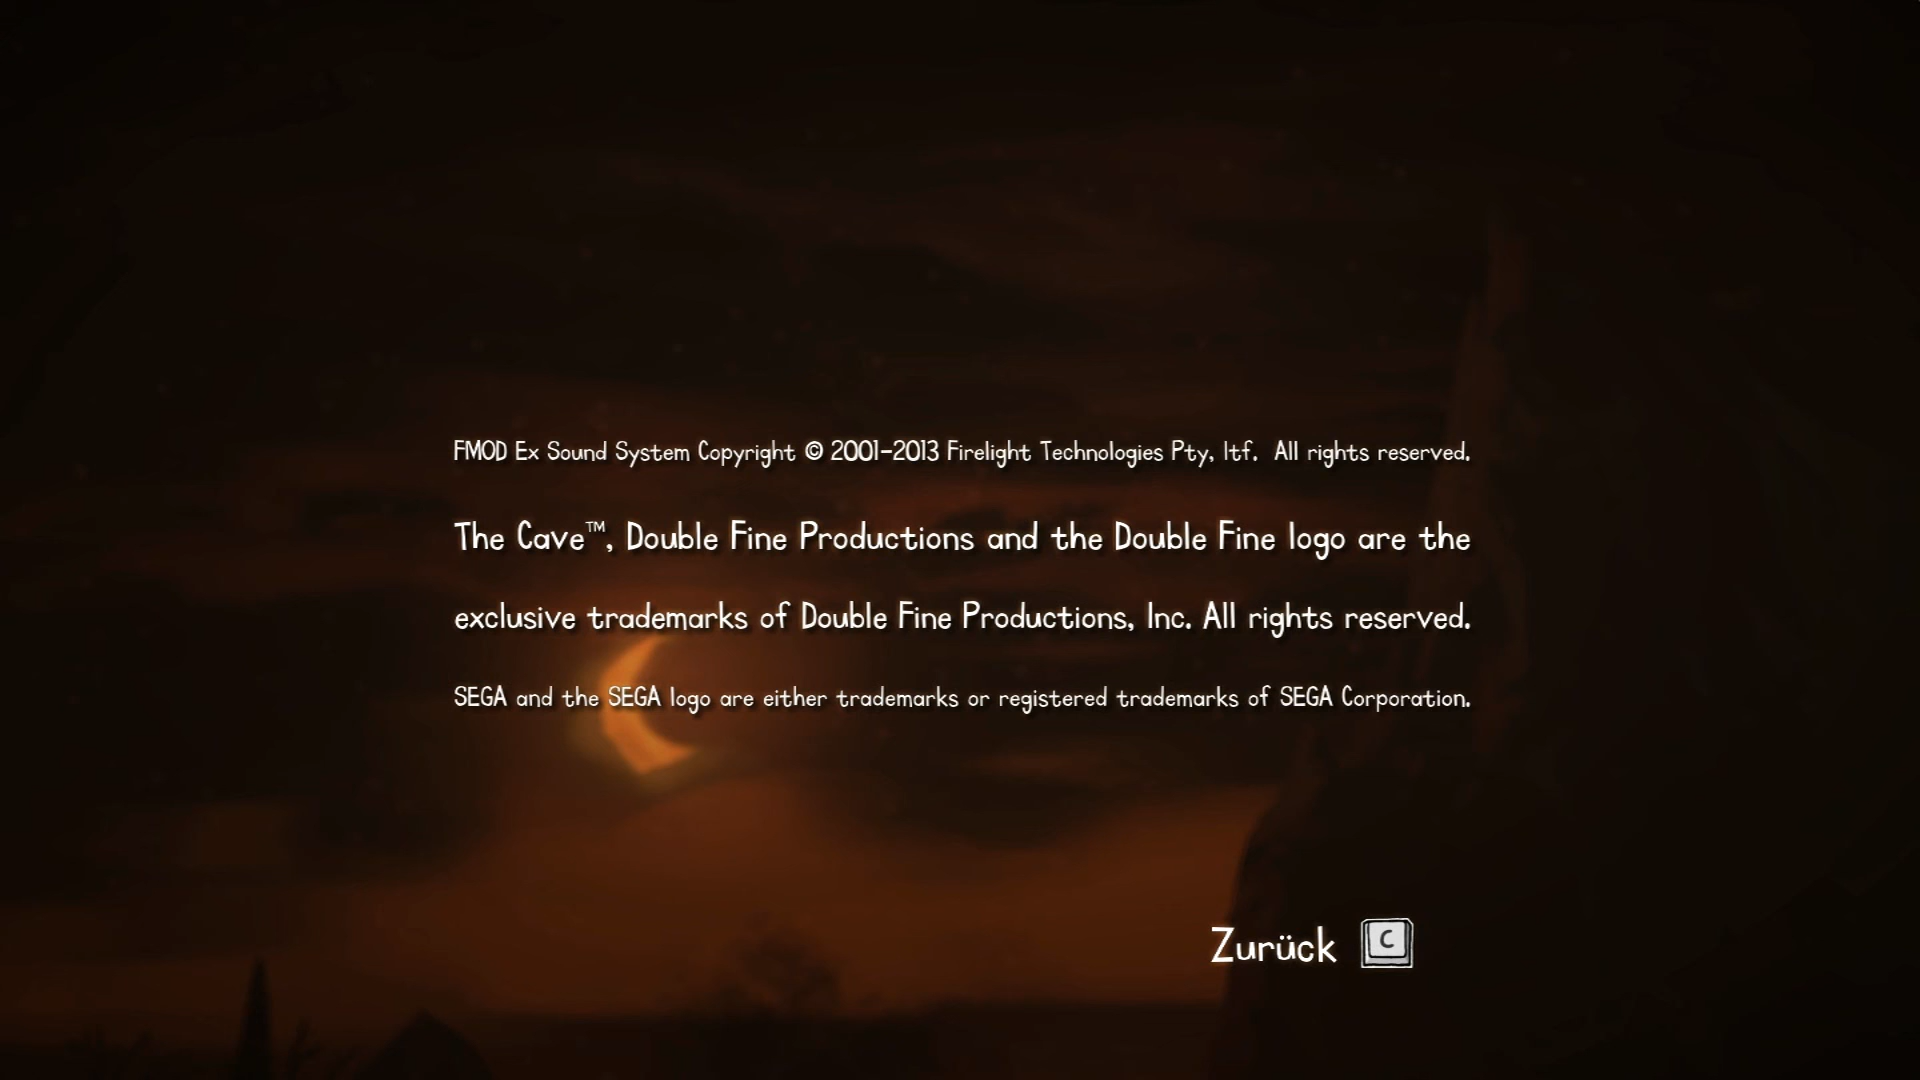 FMOD Ex Sound System Copyright © 2001-2013 Firelight Technologies Pty, ltf. All rights reserved.
The Cave™, Double Fine Productions and the Double Fine logo are the
exclusive trademarks of Double Fine Productions, Inc. All rights reserved.
SEGA and the SEGA logo are either trademarks or registered trademarks of SEGA Corporation.
Zurück C